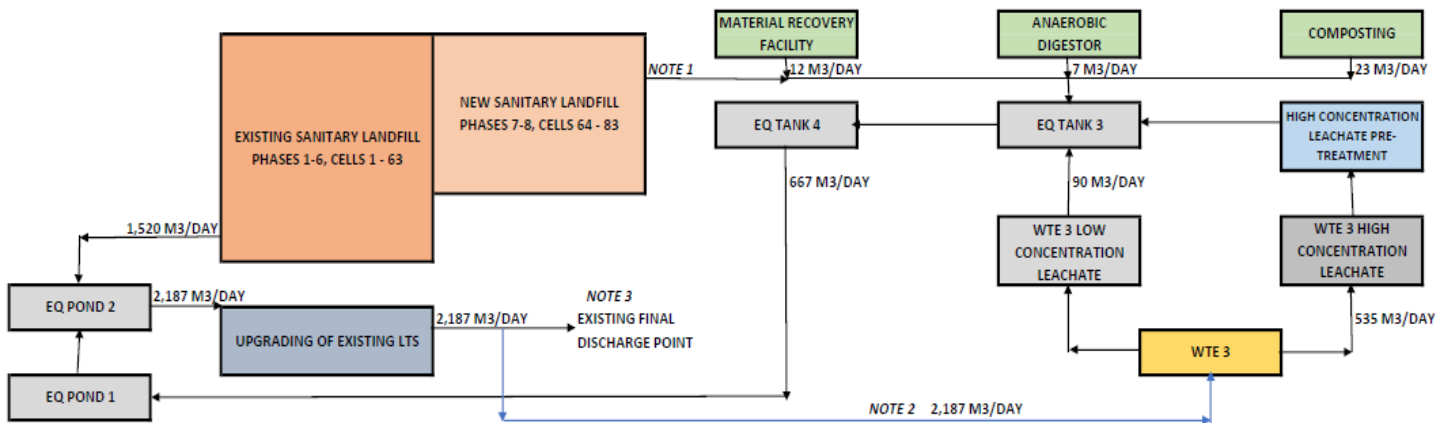 MATERIAL RECOVERY
FACILITY
ANAEROBIC
DIGESTOR
COMPOSTING
NOTE 1
12 M3/DAY
7 M3/DAY
23 M3/DAY
NEW SANITARY LANDFILL
PHASES 7-8, CELLS 64 - 83
EXISTING SANITARY LANDFILL
PHASES 1-6, CELLS 1 - 63
EQ TANK 4
EQ TANK 3
HIGH CONCENTRATION
LEACHATE PRE-
TREATMENT
667 M3/DAY
90 M3/DAY
1,520 M3/DAY
WTE 3 LOW
CONCENTRATION
LEACHATE
WTE 3 HIGH
CONCENTRATION
LEACHATE
EQ POND 2
2,187 M3/DAY
UPGRADING OF EXISTING LTS
2,187 M3/DAY
NOTE 3
EXISTING FINAL
DISCHARGE POINT
535 M3/DAY
WTE 3
EQ POND 1
NOTE 2 2,187 M3/DAY